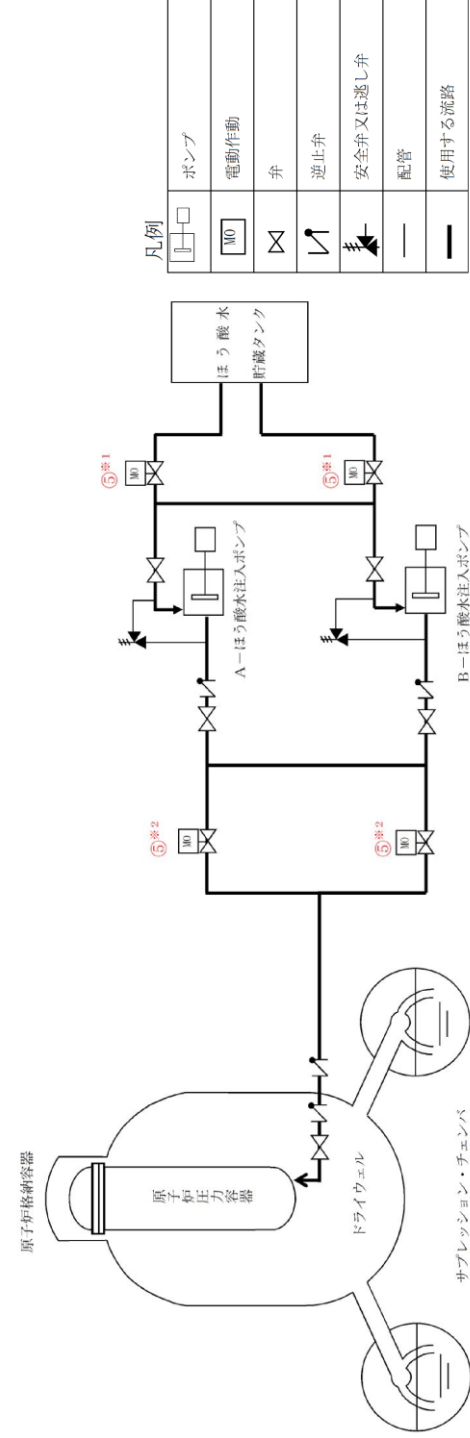 原子炉格納容器
原子炉圧力容器
ドライウェル
サプレッション・チェンバ
⑤※2
MO
⑤※2
MO
A-ほう酸水注入ポンプ
B-ほう酸水注入ポンプ
⑤※1
MO
⑤※1
MO
ほう酸水
貯蔵タンク
凡例
ポンプ
MO 電動作動
弁
逆止弁
安全弁又は逃し弁
配管
使用する流路